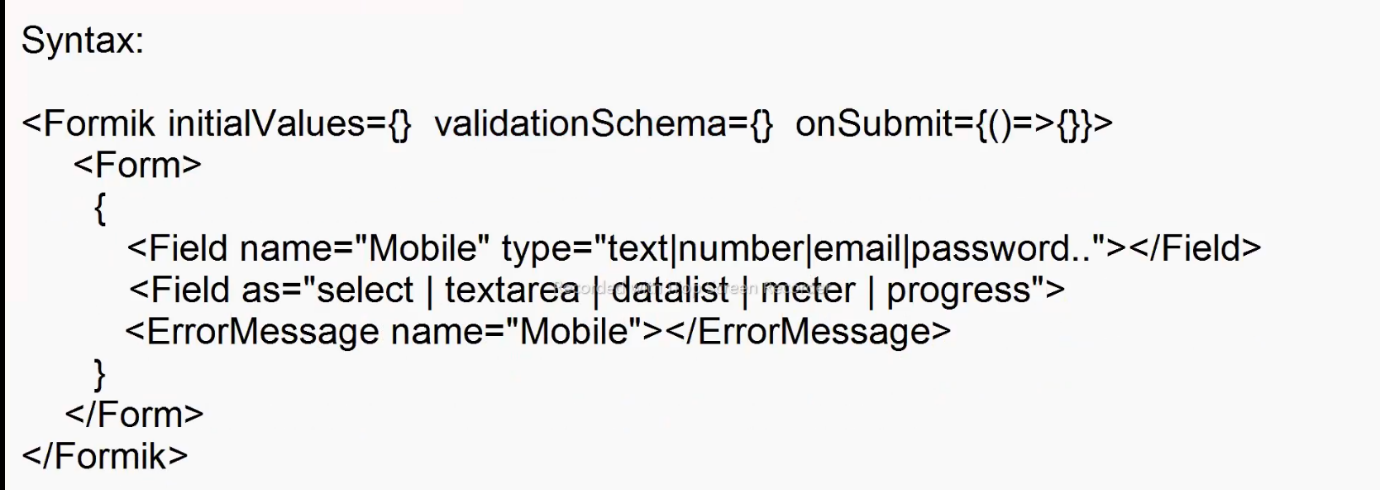 Syntax:
<Formik initialValues={} validationSchema={} onSubmit={()=>{}}>
<Form>
{
<Field name="Mobile" type="text|number|email|password.."></Field>
<Field as="select | textarea | datalist | meter | progress">
<ErrorMessage name="Mobile"></ErrorMessage>
}
</Form>
</Formik>